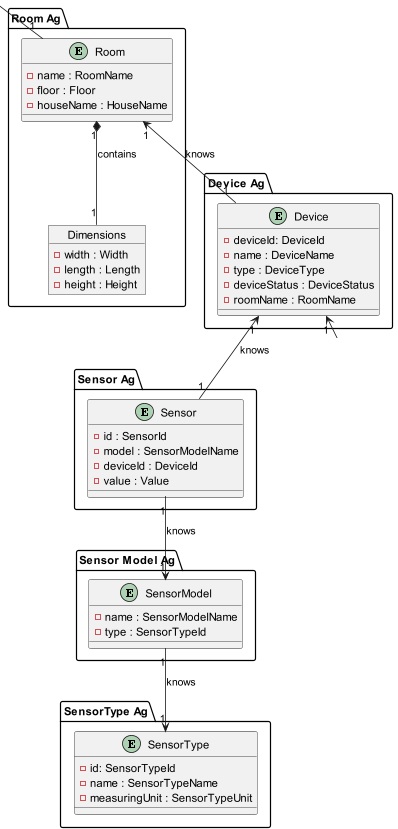 Room Ag
1
E Room
name : RoomName
floor : Floor
houseName : HouseName
1
1
contains
knows
1
Dimensions
width : Width
length : Length
height : Height
Device Ag
1
E Device
deviceId: DeviceId
name : DeviceName
type : DeviceType
deviceStatus : DeviceStatus
roomName : RoomName
1
1
knows
Sensor Ag
1
E Sensor
id : SensorId
model : SensorModelName
deviceId : DeviceId
value : Value
1
knows
Sensor Model Ag
1
E SensorModel
name : SensorModelName
type : SensorTypeId
1
knows
SensorType Ag
1
E SensorType
id: SensorTypeId
name : SensorTypeName
measuringUnit : SensorTypeUnit